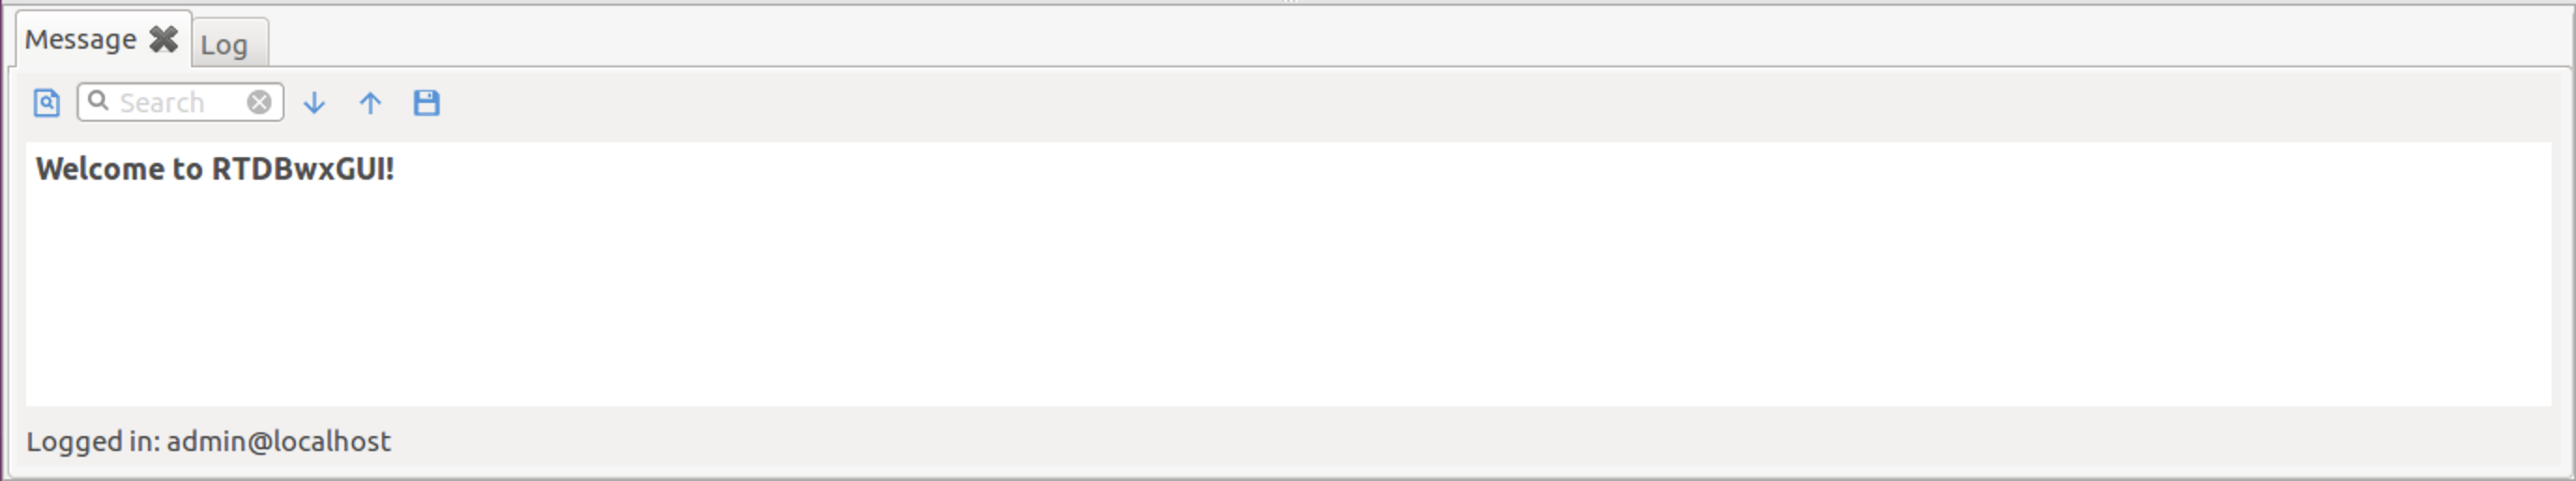 Message Log
Search
Welcome to RTDBwxGUI!
Logged in: admin@localhost